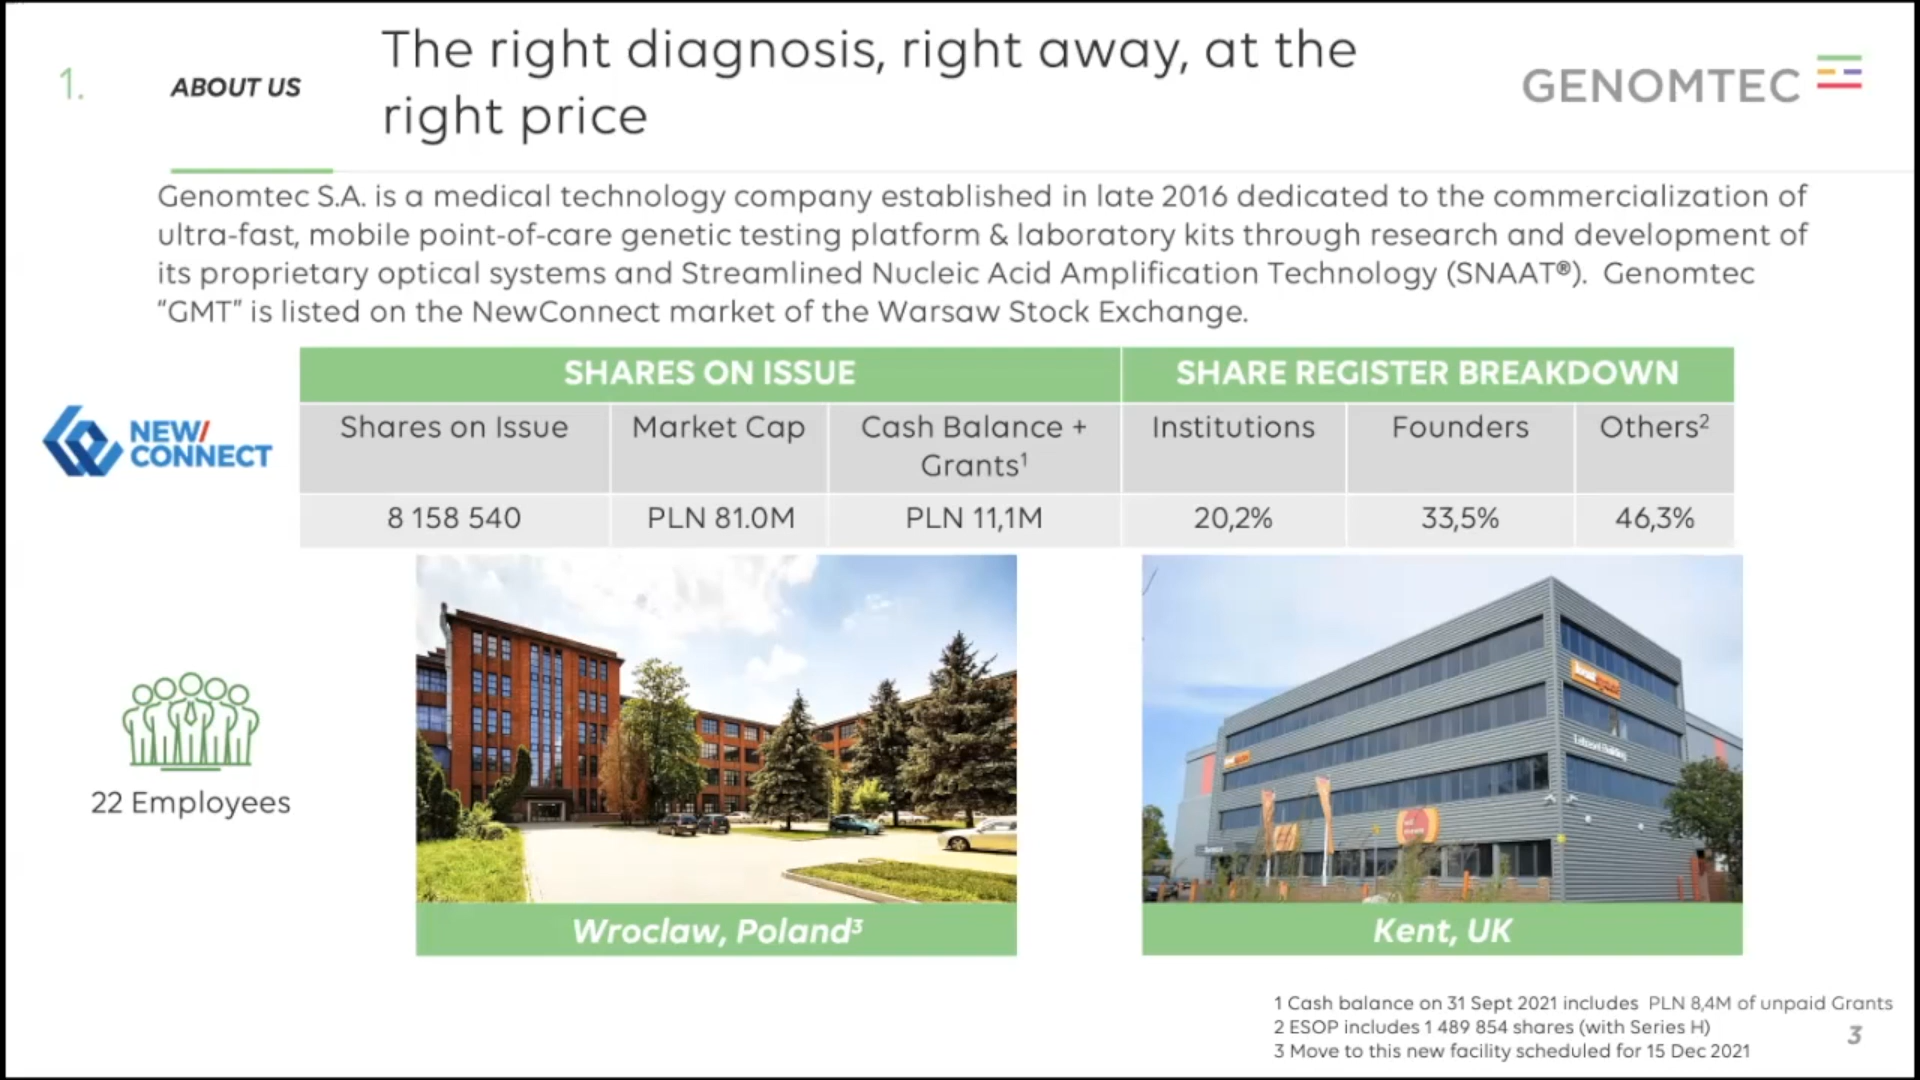 1.
ABOUT US
The right diagnosis, right away, at the
right price
GENOMTEC
Genomtec S.A. is a medical technology company established in late 2016 dedicated to the commercialization of
ultra-fast, mobile point-of-care genetic testing platform & laboratory kits through research and development of
its proprietary optical systems and Streamlined Nucleic Acid Amplification Technology (SNAAT®). Genomtec
“GMT” is listed on the NewConnect market of the Warsaw Stock Exchange.
NEW/
CONNECT
SHARES ON ISSUE SHARE REGISTER BREAKDOWN
Shares on Issue Market Cap Cash Balance + Institutions Founders Others²
Grants¹
8 158 540 PLN 81.0M PLN 11,1M 20,2% 33,5% 46,3%
22 Employees
Wroclaw, Poland³
Kent, UK
1 Cash balance on 31 Sept 2021 includes PLN 8,4M of unpaid Grants
2 ESOP includes 1 489 854 shares (with Series H)
3 Move to this new facility scheduled for 15 Dec 2021
3